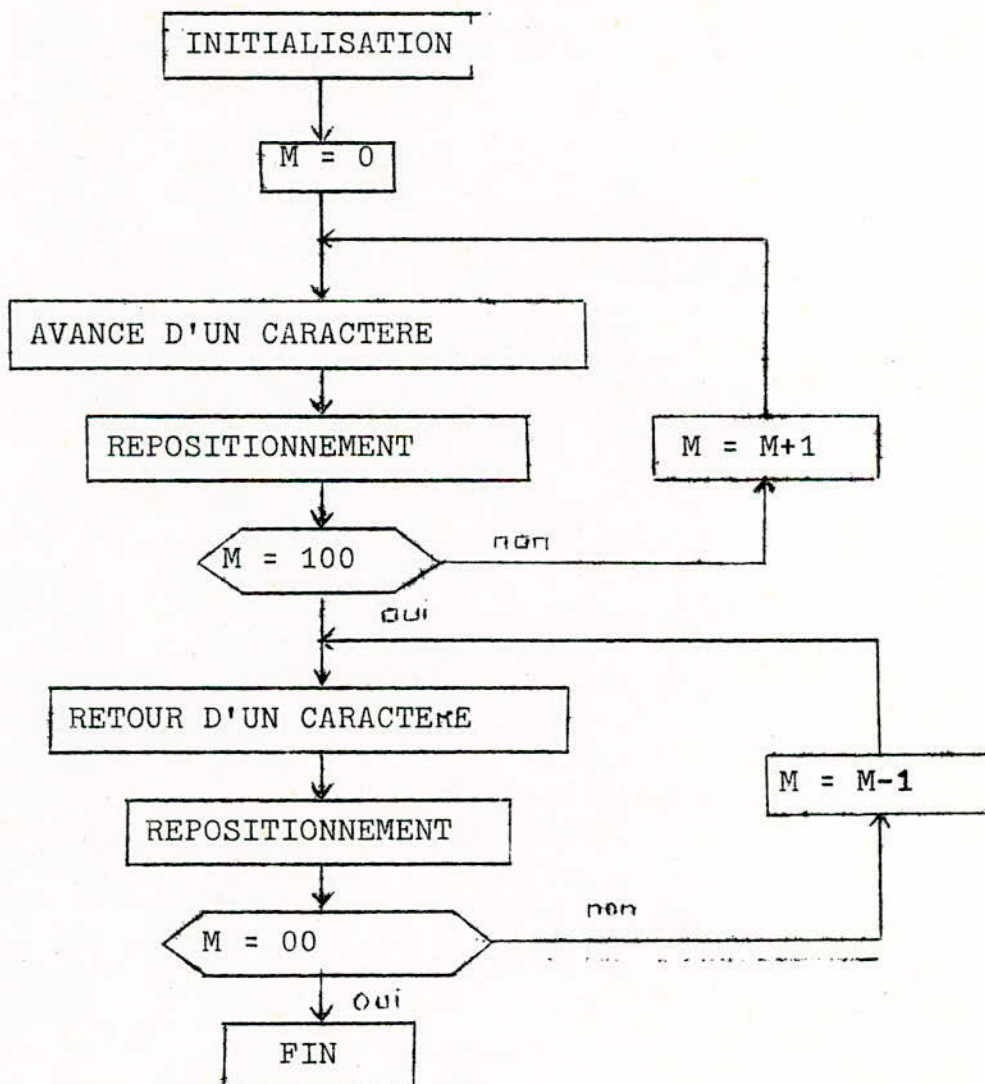 INITIALISATION
M = 0
AVANCE D'UN CARACTERE
REPOSITIONNEMENT
M = M+1
M = 100
non
oui
RETOUR D'UN CARACTERE
M = M-1
REPOSITIONNEMENT
non
M = 00
oui
FIN